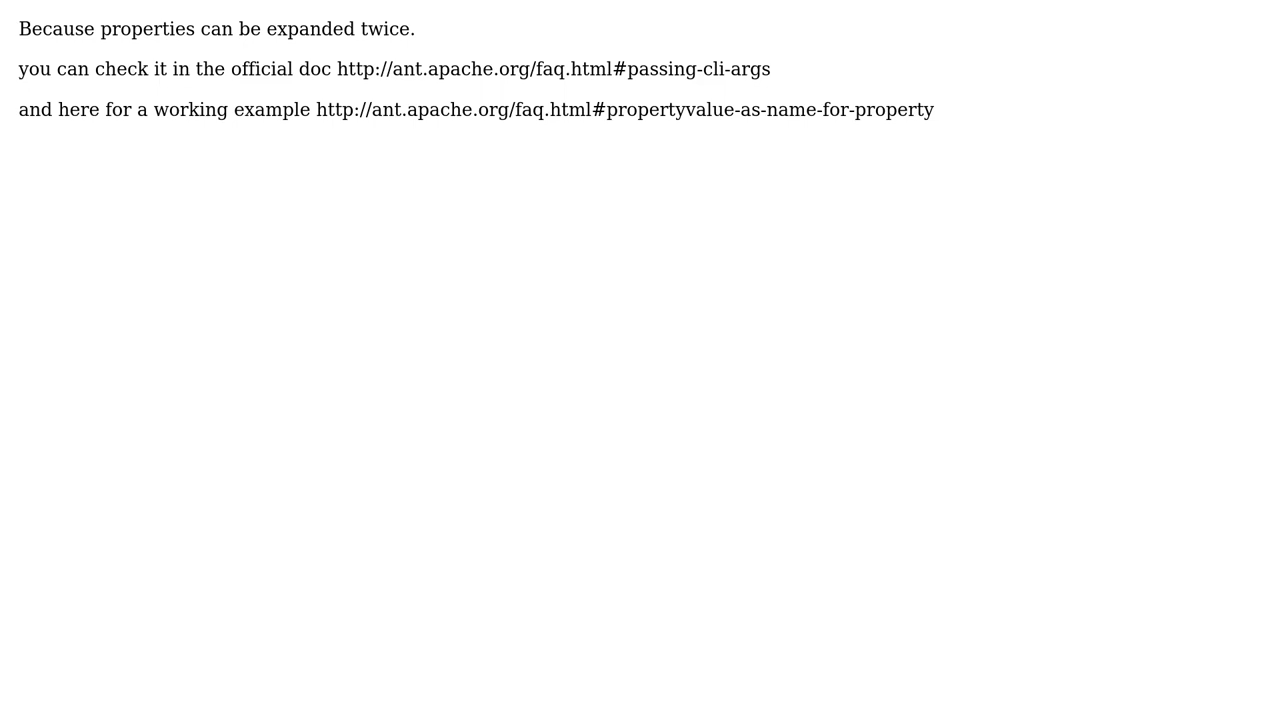 Because properties can be expanded twice.
you can check it in the official doc http://ant.apache.org/faq.html#passing-cli-args
and here for a working example http://ant.apache.org/faq.html#propertyvalue-as-name-for-property